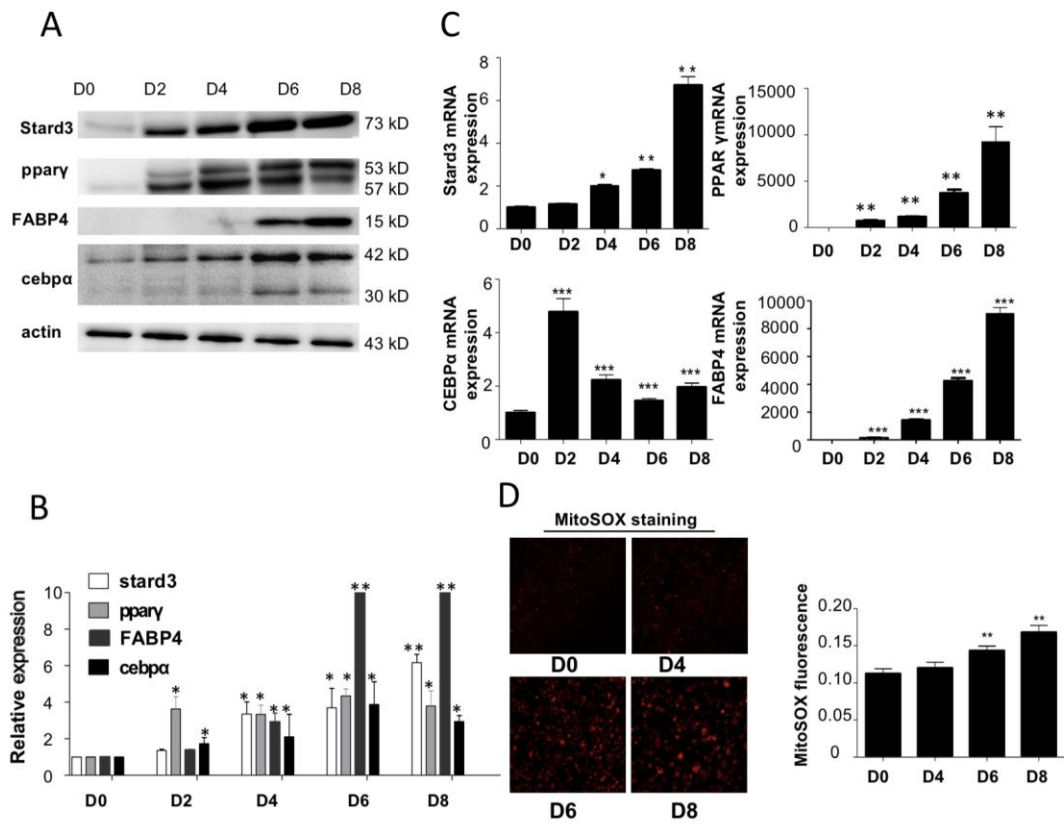 A
D0 D2 D4 D6 D8
Stard3 73 kD
pparγ 53 kD
57 kD
FABP4 15 kD
cebpα 42 kD
30 kD
actin 43 kD
C
Stard3 mRNA
expression
8
6
4
2
0
* ** **
D0 D2 D4 D6 D8
PPAR γmRNA
expression
15000
10000
5000
0
** ** ** **
D0 D2 D4 D6 D8
CEBPα mRNA
expression
6
4
2
0
*** *** *** ***
D0 D2 D4 D6 D8
FABP4 mRNA
expression
10000
8000
6000
4000
2000
0
*** *** *** ***
D0 D2 D4 D6 D8
B
Relative expression
10
8
6
4
2
0
stard3
pparγ
FABP4
cebpα
* * * * * * * * ** * ** * ** *
D0 D2 D4 D6 D8
D
MitoSOX staining
D0 D4
D6 D8
MitoSOX fluorescence
0.20
0.15
0.10
0.05
0
** **
D0 D4 D6 D8